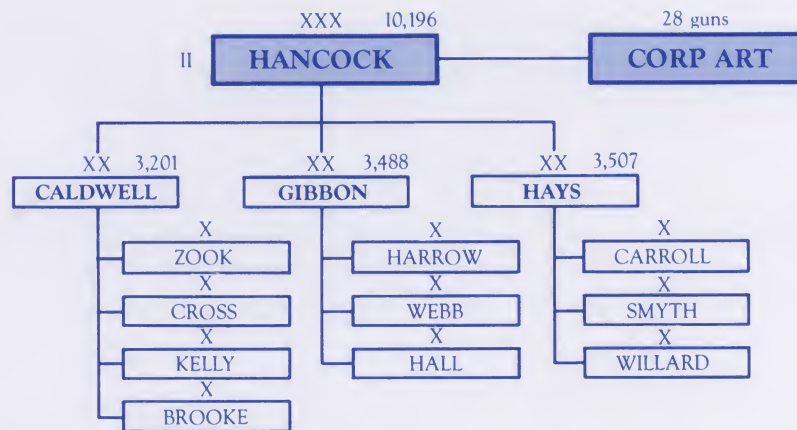 XXX 10,196 28 guns
II HANCOCK CORP ART
XX 3,201 XX 3,488 XX 3,507
CALDWELL GIBBON HAYS
X X X
ZOOK HARROW CARROLL
X X X
CROSS WEBB SMYTH
X X X
KELLY HALL WILLARD
X
BROOKE